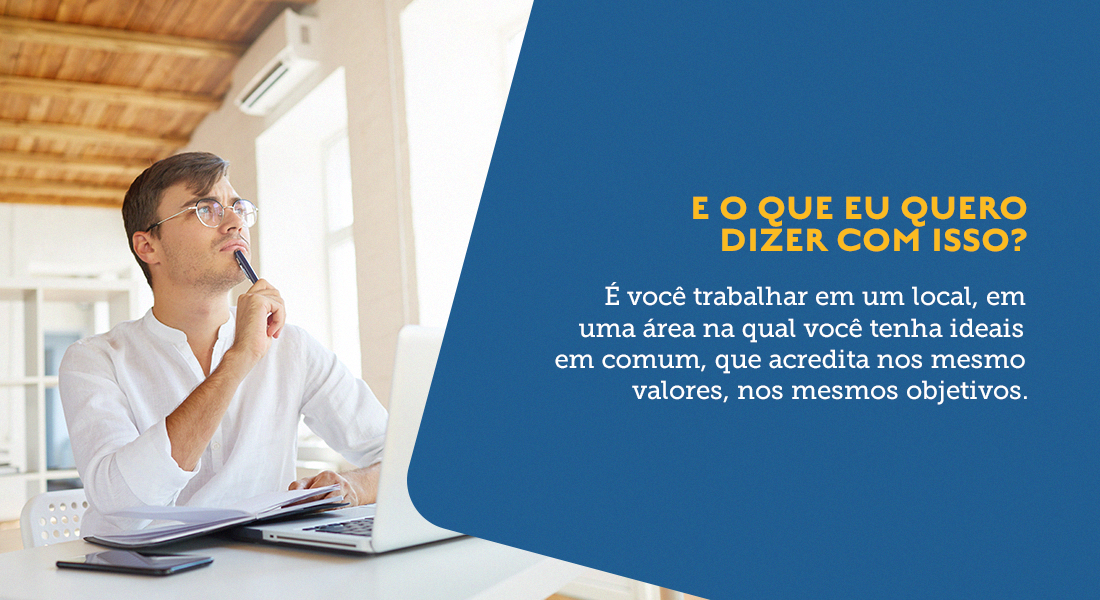 E O QUE EU QUERO
DIZER COM ISSO?
É você trabalhar em um local, em
uma área na qual você tenha ideais
em comum, que acredita nos mesmo
valores, nos mesmos objetivos.